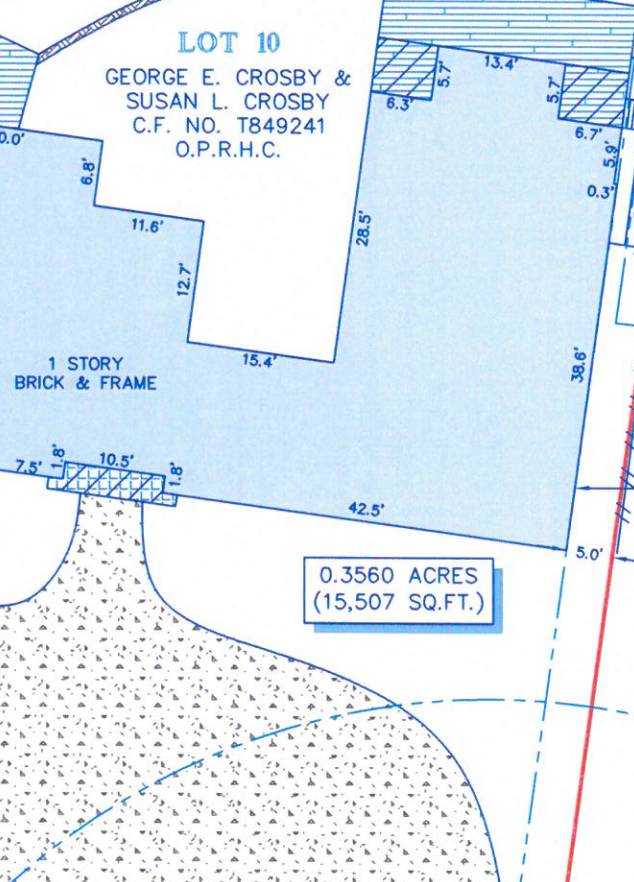 LOT 10
GEORGE E. CROSBY &
SUSAN L. CROSBY
C.F. NO. T849241
O.P.R.H.C.
13.4'
5.7'
5.7'
6.3'
6.7'
5.9'
0.3'
6.8'
11.6'
28.5'
12.7'
15.4'
38.6'
1 STORY
BRICK & FRAME
7.5'
1.8'
10.5'
1.8'
42.5'
5.0'
0.3560 ACRES
(15,507 SQ.FT.)